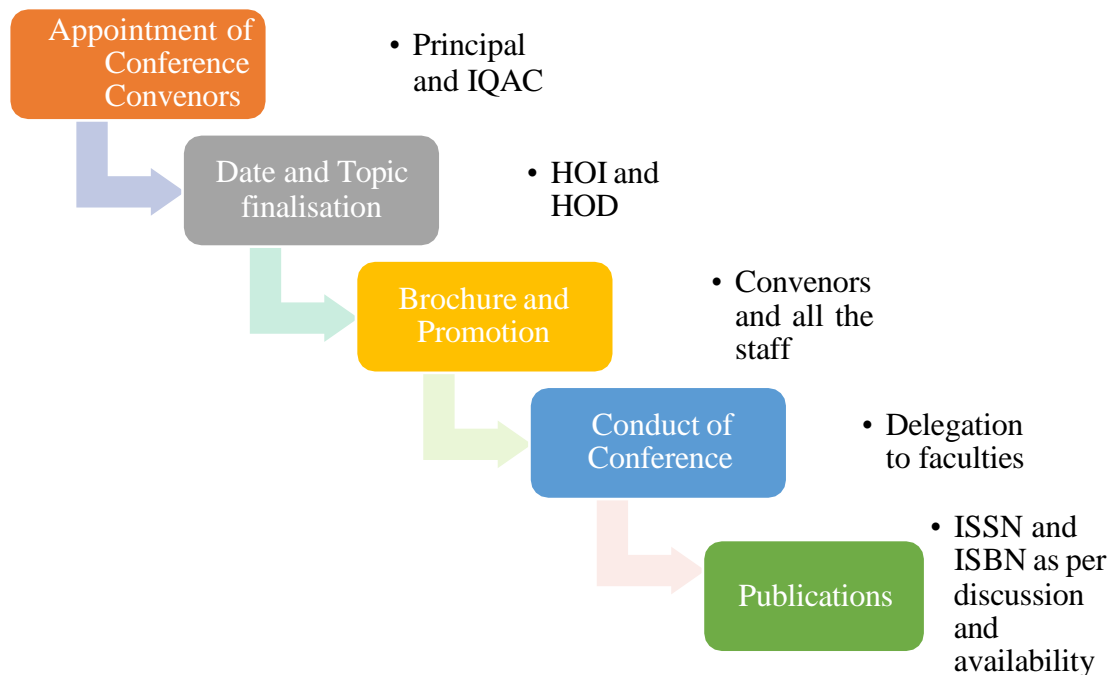 Appointment of
Conference
Convenors
• Principal
and IQAC
Date and Topic
finalisation
• HOI and
HOD
Brochure and
Promotion
• Convenors
and all the
staff
Conduct of
Conference
• Delegation
to faculties
Publications
• ISSN and
ISBN as per
discussion
and
availability